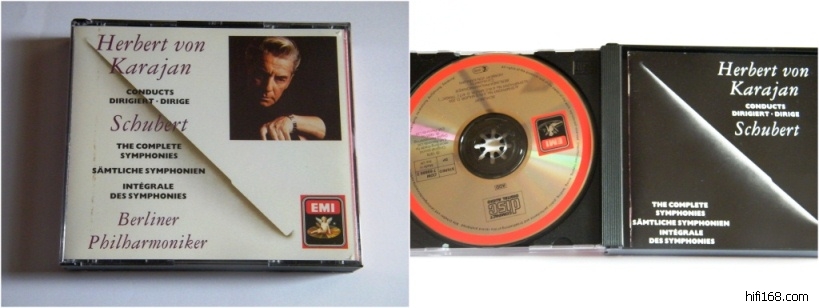 Herbert von
Karajan
CONDUCTS
DIRIGIERT · DIRIGE
Schubert
THE COMPLETE
SYMPHONIES
SÄMTLICHE SYMPHONIEN
INTÉGRALE
DES SYMPHONIES
Berliner
Philharmoniker
EMI
EMI
Herbert von
Karajan
CONDUCTS
DIRIGIERT · DIRIGE
Schubert
THE COMPLETE
SYMPHONIES
SÄMTLICHE SYMPHONIEN
INTÉGRALE
DES SYMPHONIES
hifi168.com